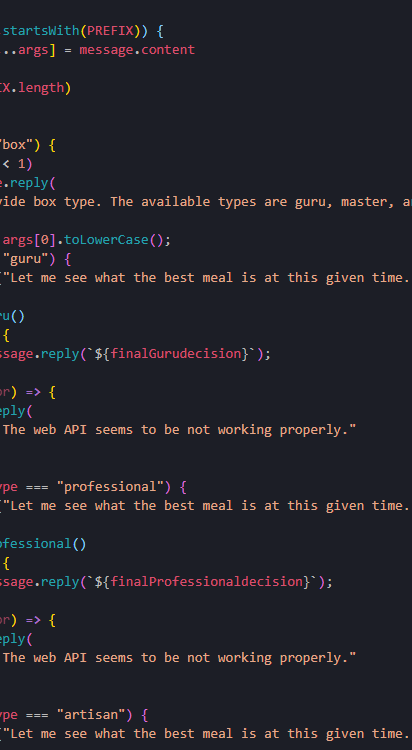 .startsWith(PREFIX)) {
...args] = message.content
IX.length)
"box") {
< 1)
e.reply(
vide box type. The available types are guru, master, a
args[0].toLowerCase();
"guru") {
("Let me see what the best meal is at this given time.
ru()
{
ssage.reply(`${finalGurudecision}`);
or) => {
eply(
The web API seems to be not working properly."
ype === "professional") {
("Let me see what the best meal is at this given time.
ofessional()
{
ssage.reply(`${finalProfessionaldecision}`);
or) => {
eply(
The web API seems to be not working properly."
ype === "artisan") {
("Let me see what the best meal is at this given time.